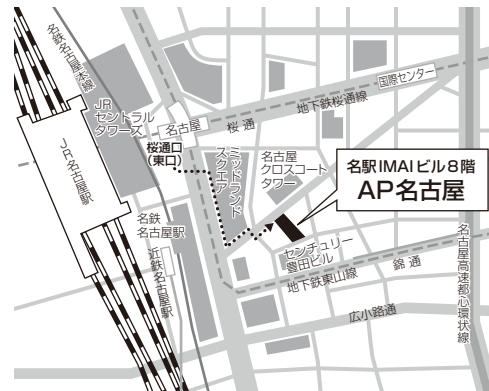 名鉄名古屋本線
JR
セントラル
タワーズ
JR名古屋駅
名古屋
桜通
国際センター
地下鉄桜通線
桜通口
(東口)
ミッドランド
スクエア
名古屋
クロスコート
タワー
名駅IMAIビル8階
AP名古屋
名鉄
名古屋駅
近鉄名古屋駅
センチュリー
豊田ビル
地下鉄東山線
錦通
広小路通
名古屋高速都心環状線